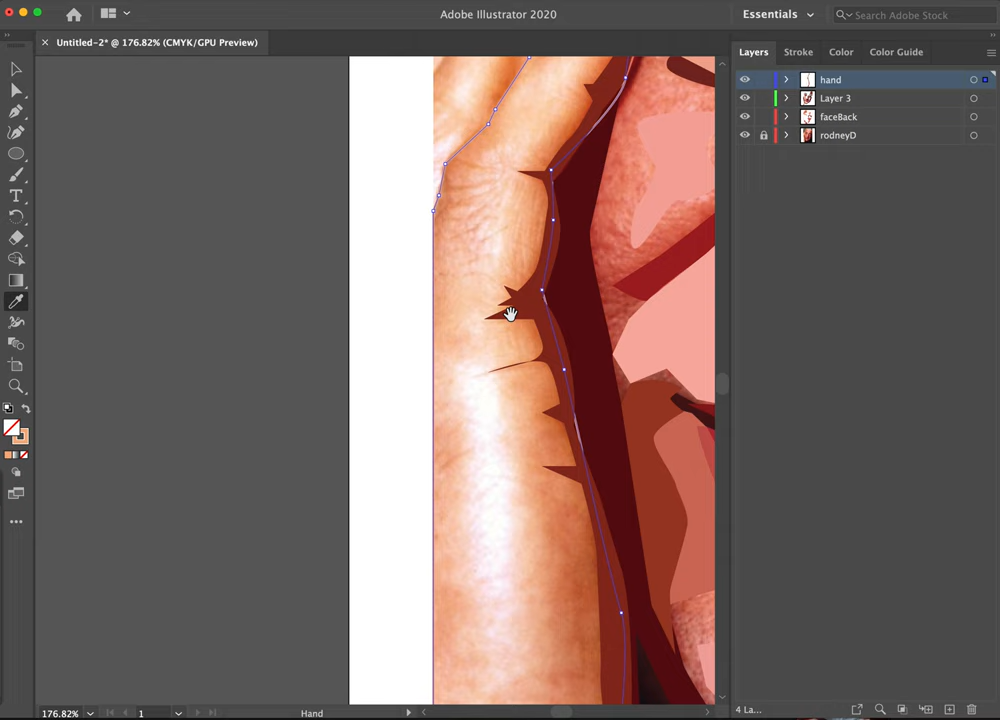 Adobe Illustrator 2020
Essentials
Search Adobe Stock
Untitled-2* @ 176.82% (CMYK/GPU Preview)
Layers
Stroke
Color
Color Guide
hand
Layer 3
faceBack
rodneyD
T
176.82%
1
Hand
4 La...